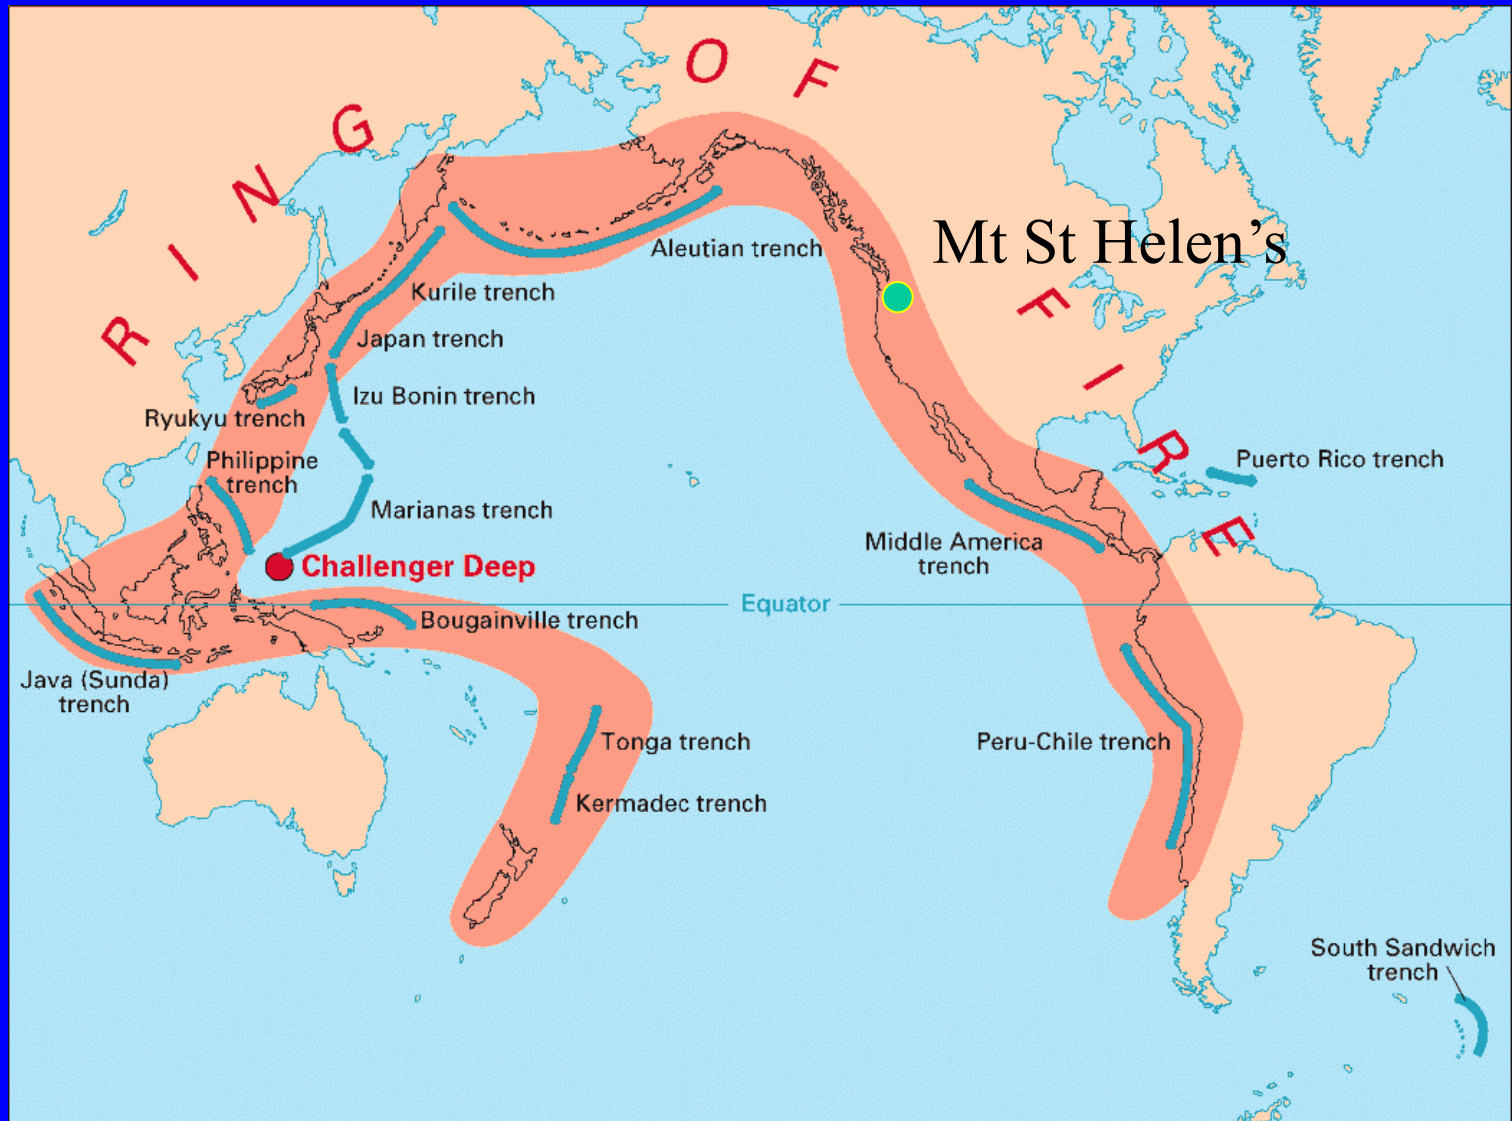 RING OF FIRE
Mt St Helen’s
Aleutian trench
Kurile trench
Japan trench
Izu Bonin trench
Ryukyu trench
Philippine
trench
Marianas trench
Challenger Deep
Puerto Rico trench
Middle America
trench
Equator
Bougainville trench
Java (Sunda)
trench
Tonga trench
Peru-Chile trench
Kermadec trench
South Sandwich
trench